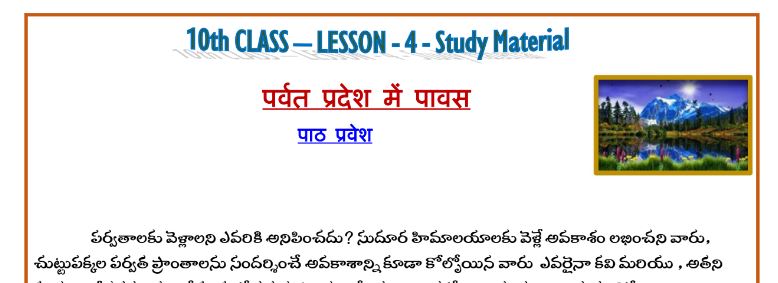 10th CLASS – LESSON - 4 - Study Material
पर्वत प्रदेश में पावस
पाठ प्रवेश
పర్వతాలకు వెళ్లాలని ఎవరికి అనిపించదు? సుదూర హిమాలయాలకు వెళ్లే అవకాశం లభించని వారు,
చుట్టుపక్కల పర్వత ప్రాంతాలను సందర్శించే అవకాశాన్ని కూడా కోల్పోయిన వారు ఎవరైనా కవి మరియు , అతని